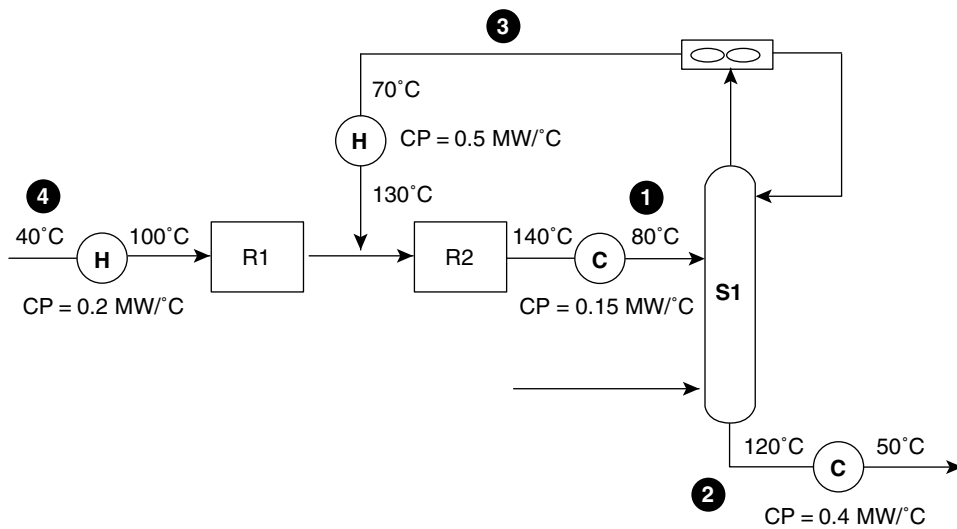 3
70˚C
H
CP = 0.5 MW/˚C
130˚C
4
1
40˚C
100˚C
140˚C
80˚C
H
R1
R2
C
S1
CP = 0.2 MW/˚C
CP = 0.15 MW/˚C
120˚C
50˚C
C
2
CP = 0.4 MW/˚C